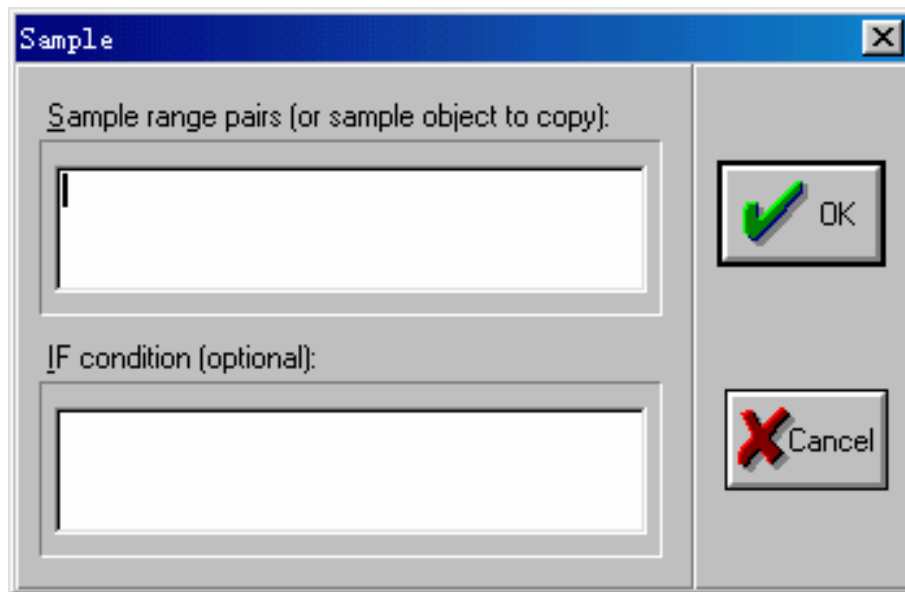 Sample
Sample range pairs (or sample object to copy):
OK
IF condition (optional):
Cancel